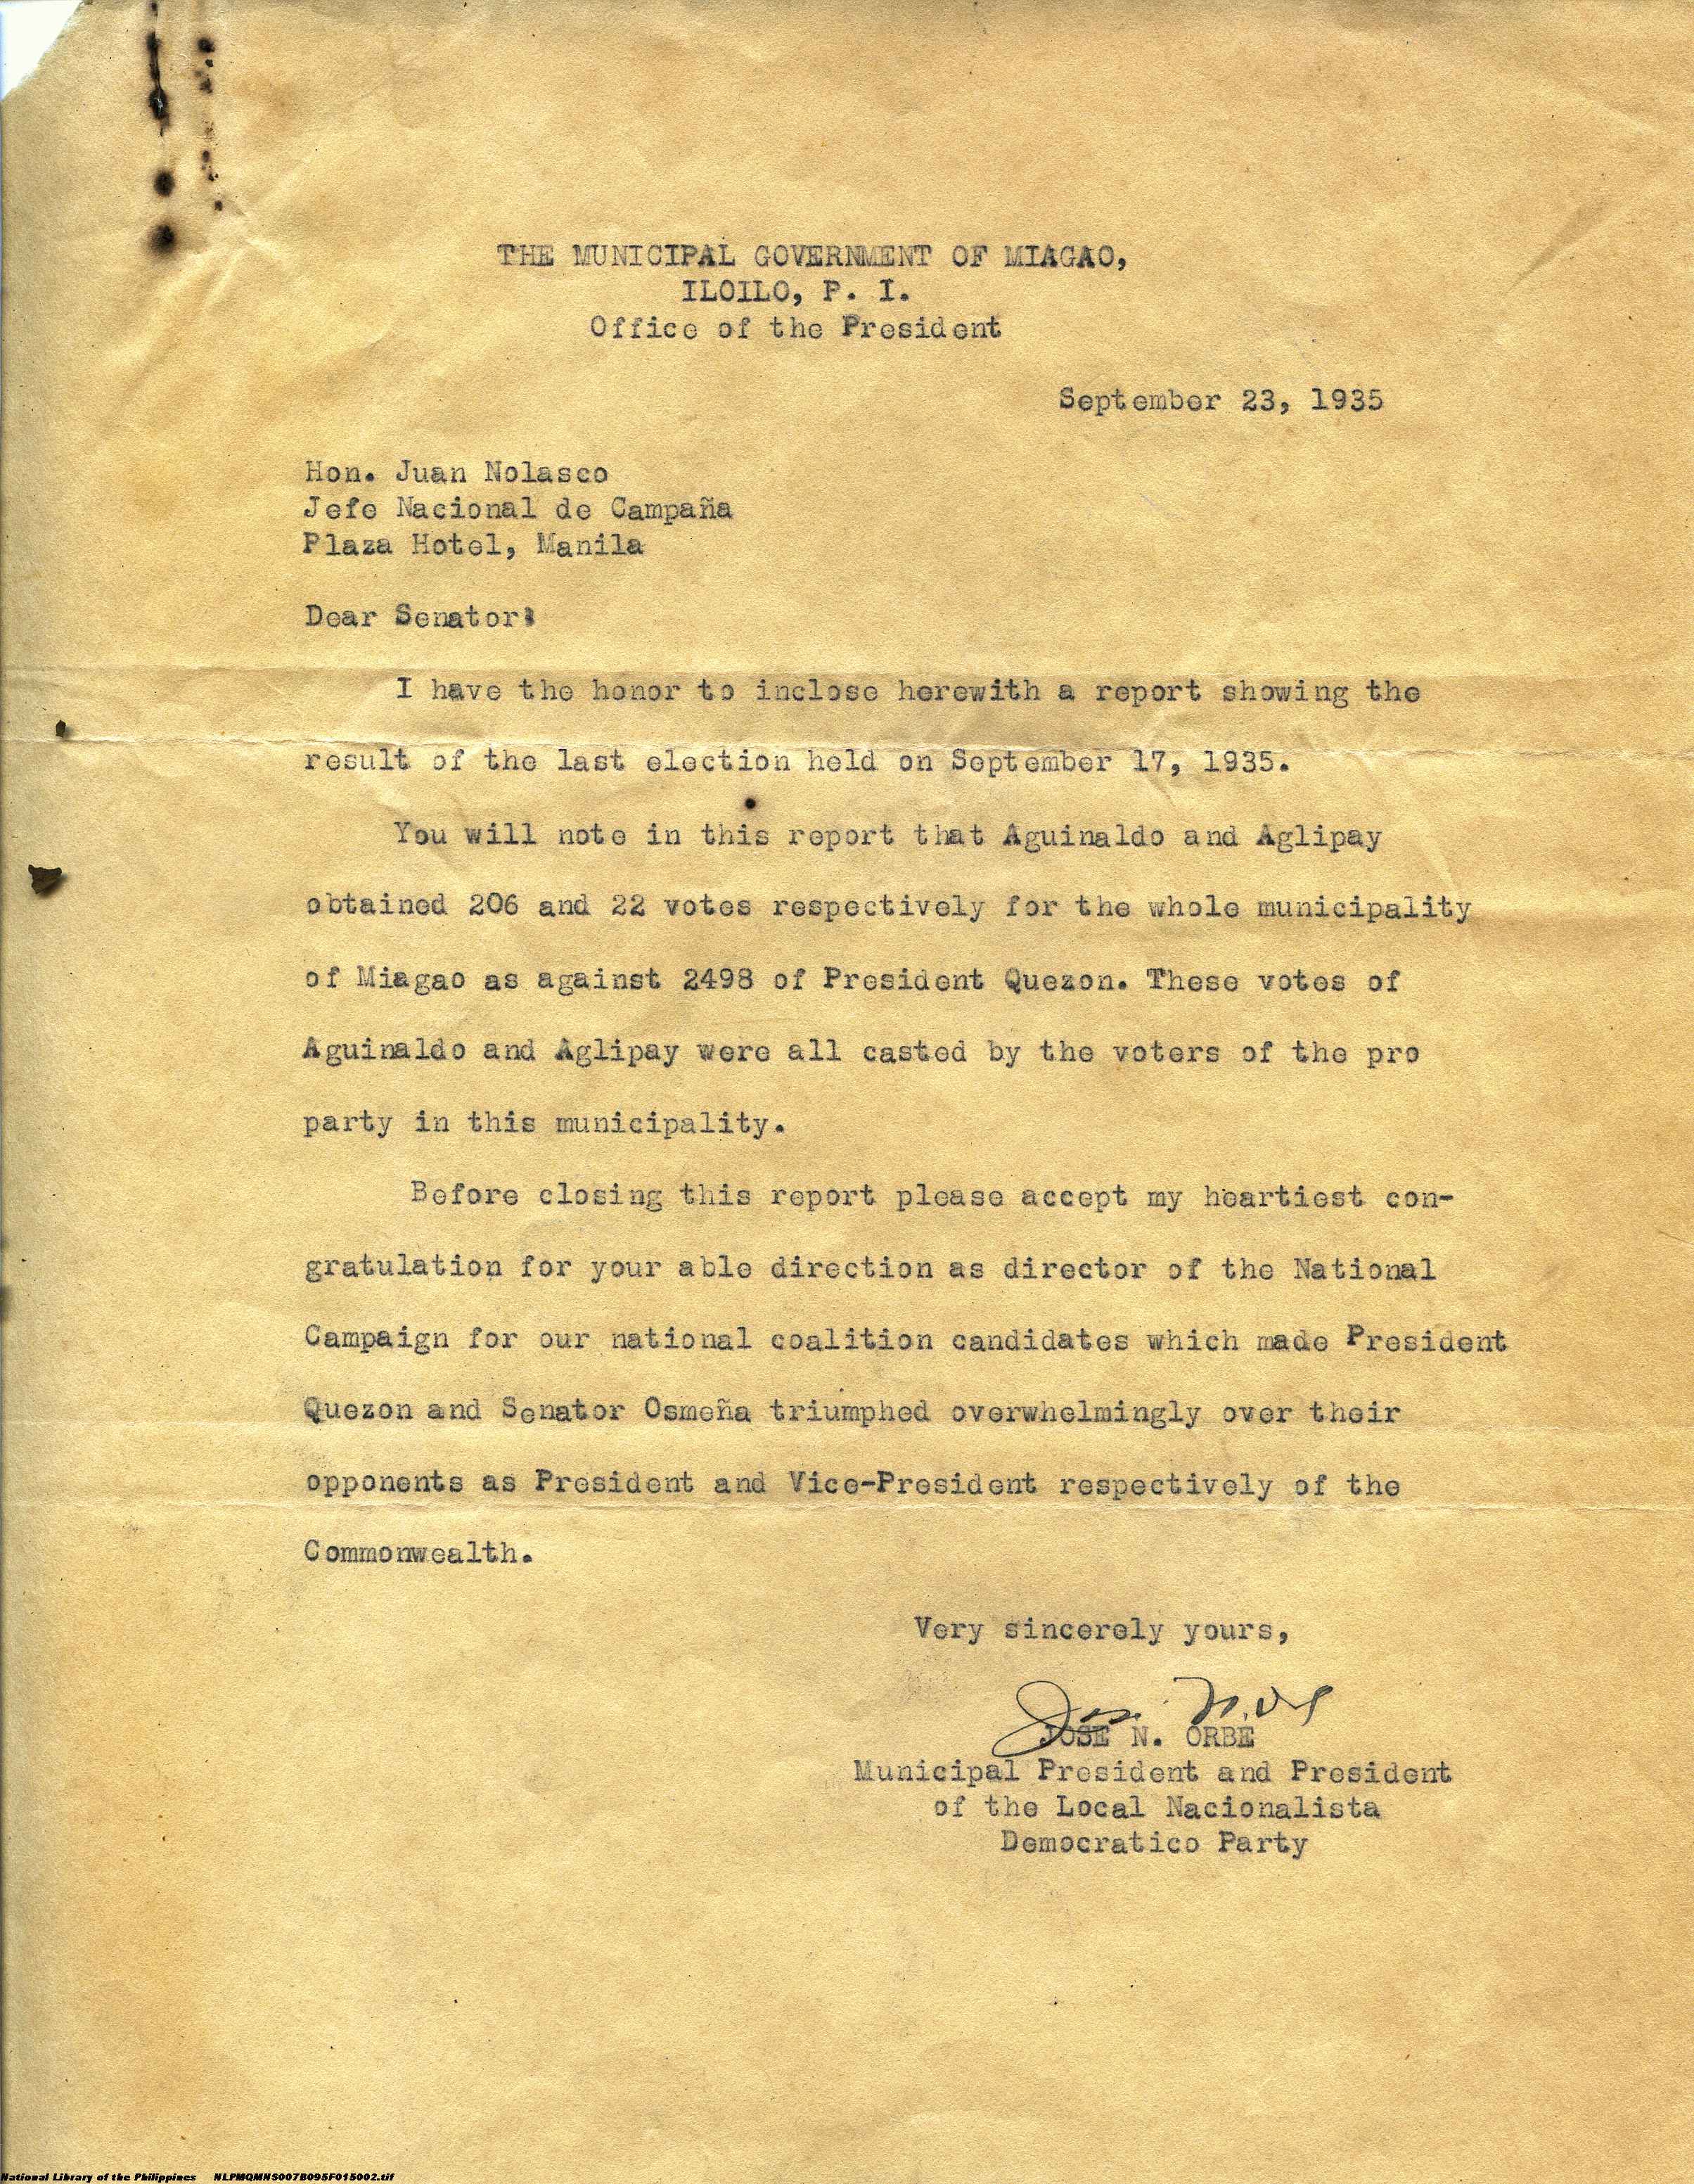 THE MUNICIPAL GOVERNMENT OF MIAGAO,
ILOILO, P. I.
Office of the President
September 23, 1935
Hon. Juan Nolasco
Jefe Nacional de Campaña
Plaza Hotel, Manila
Dear Senator:
I have the honor to inclose herewith a report showing the
result of the last election held on September 17, 1935.
You will note in this report that Aguinaldo and Aglipay
obtained 206 and 22 votes respectively for the whole municipality
of Miagao as against 2498 of President Quezon. These votes of
Aguinaldo and Aglipay were all casted by the voters of the pro
party in this municipality.
Before closing this report please accept my heartiest con-
gratulation for your able direction as director of the National
Campaign for our national coalition candidates which made President
Quezon and Senator Osmeña triumphed overwhelmingly over their
opponents as President and Vice-President respectively of the
Commonwealth.
Very sincerely yours,
JOSE N. ORBE
Municipal President and President
of the Local Nacionalista
Democratico Party
National Library of the Philippines NLPMQMNS007B095F015002.tif